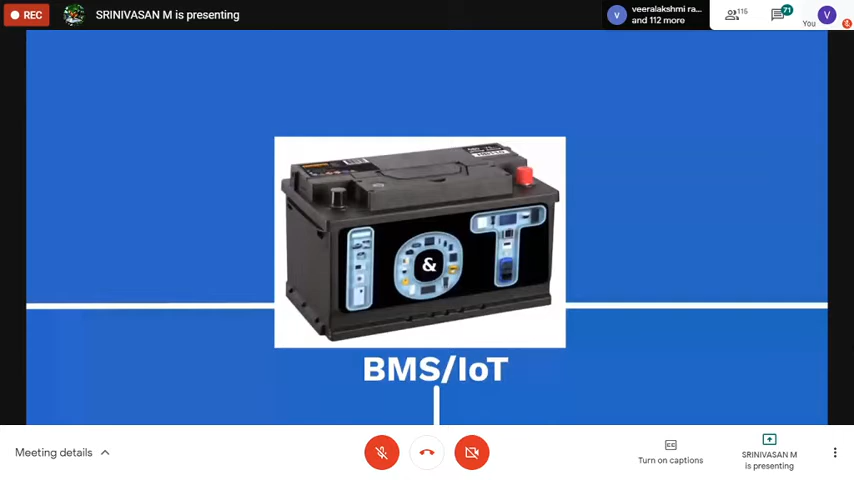 REC
SRINIVASAN M is presenting
V
veeralakshmi ra...
and 112 more
115
71
You
V
I O T
&
BMS/IoT
Meeting details
CC
Turn on captions
SRINIVASAN M
is presenting